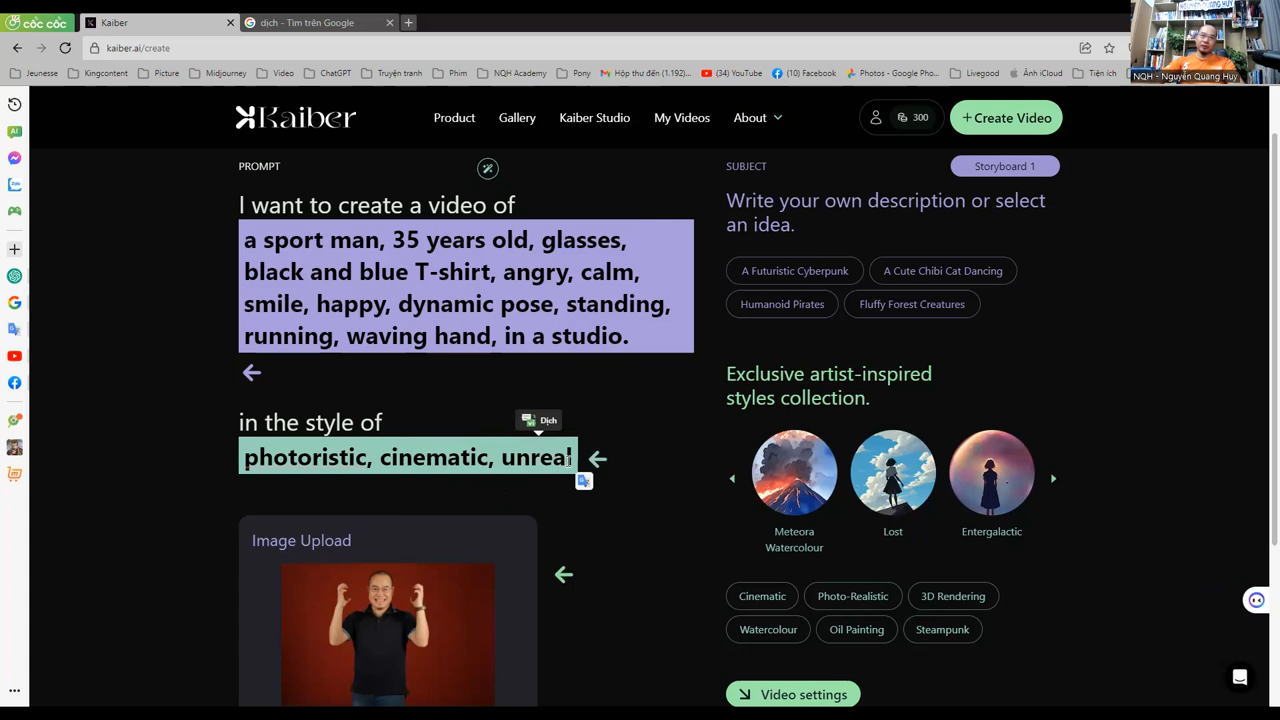 cốc cốc
Kaiber
dịch - Tìm trên Google
kaiber.ai/create
Jeunesse
Kingcontent
Picture
Midjourney
Video
ChatGPT
Truyện tranh
Phim
NQH Academy
Pony
Hộp thư đến (1.192)...
(34) YouTube
(10) Facebook
Photos - Google Pho...
Livegood
Ảnh iCloud
Tiện ích
NGUYEN QUANG HUY
NQH - Nguyễn Quang Huy
Kaiber
Product
Gallery
Kaiber Studio
My Videos
About
300
+ Create Video
PROMPT
I want to create a video of
a sport man, 35 years old, glasses,
black and blue T-shirt, angry, calm,
smile, happy, dynamic pose, standing,
running, waving hand, in a studio.
in the style of
Dịch
photoristic, cinematic, unreal
Image Upload
SUBJECT
Storyboard 1
Write your own description or select
an idea.
A Futuristic Cyberpunk
A Cute Chibi Cat Dancing
Humanoid Pirates
Fluffy Forest Creatures
Exclusive artist-inspired
styles collection.
Meteora
Watercolour
Lost
Entergalactic
Cinematic
Photo-Realistic
3D Rendering
Watercolour
Oil Painting
Steampunk
Video settings